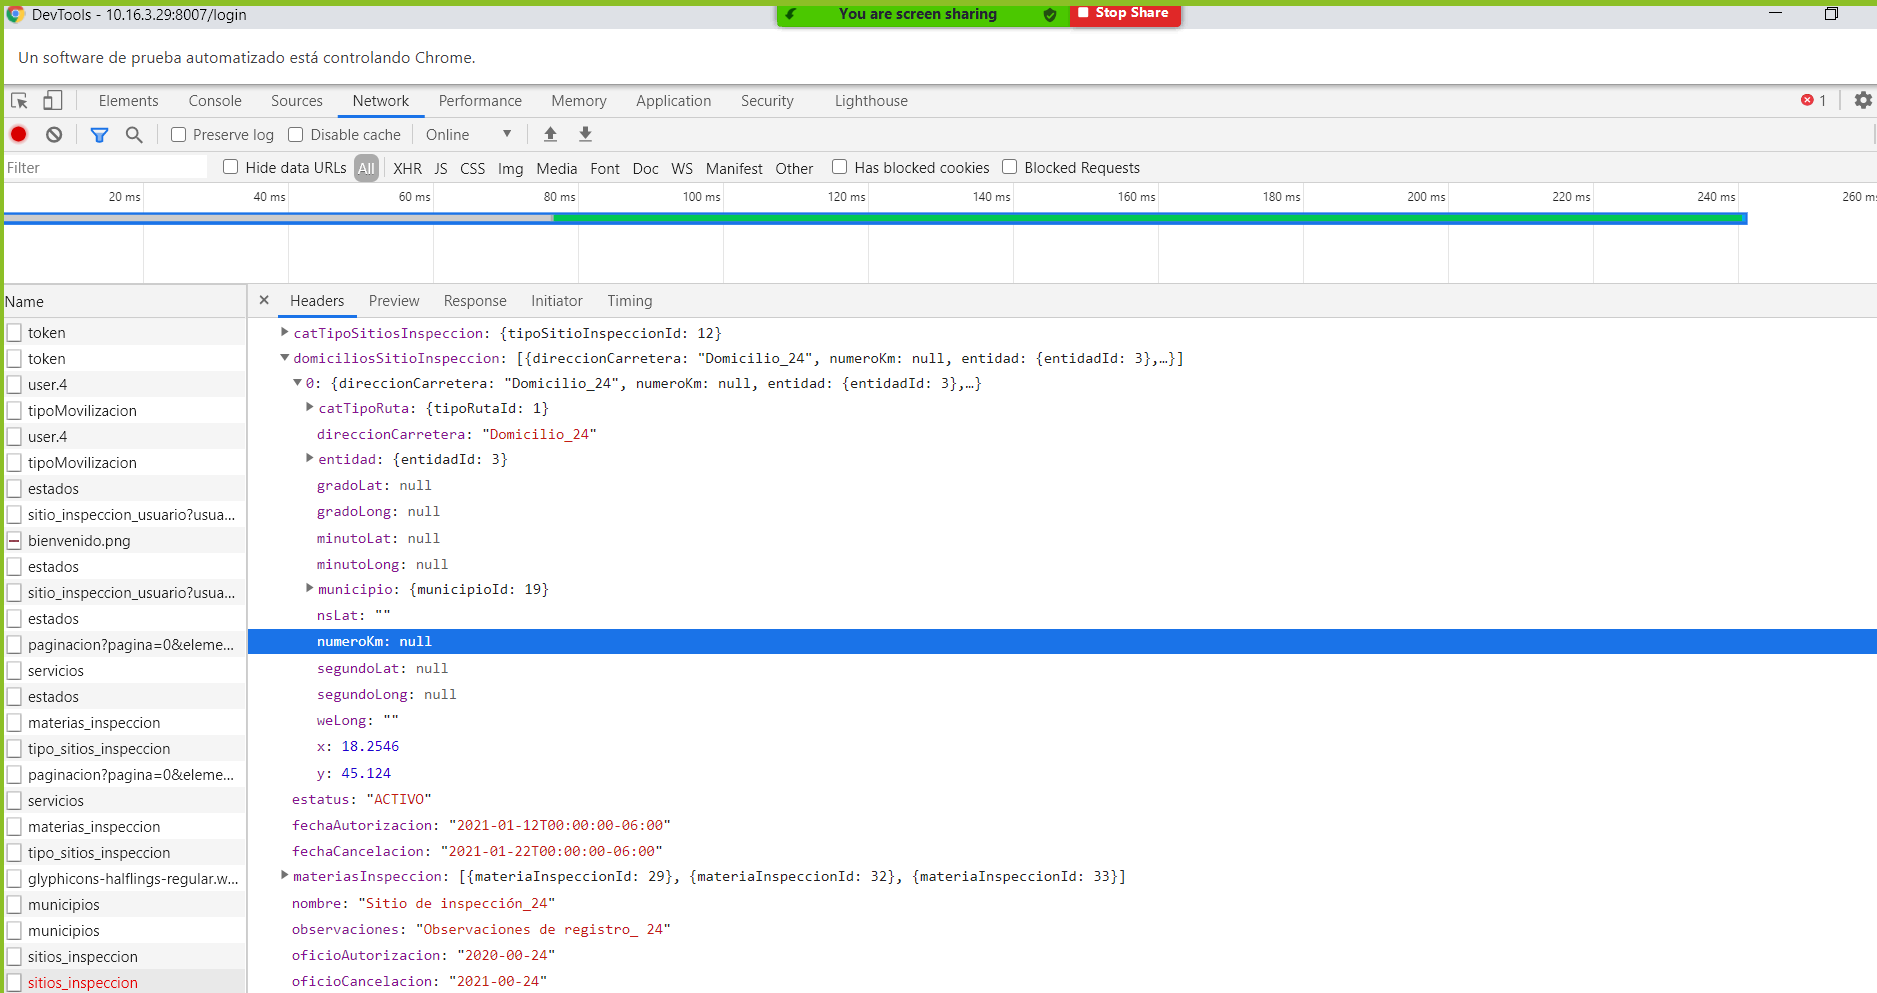 DevTools - 10.16.3.29:8007/login
You are screen sharing
Stop Share
Un software de prueba automatizado está controlando Chrome.
Elements Console Sources Network Performance Memory Application Security Lighthouse 1
Preserve log Disable cache Online
Filter Hide data URLs All XHR JS CSS Img Media Font Doc WS Manifest Other Has blocked cookies Blocked Requests
20 ms 40 ms 60 ms 80 ms 100 ms 120 ms 140 ms 160 ms 180 ms 200 ms 220 ms 240 ms 260 ms
Name
token
token
user.4
tipoMovilizacion
user.4
tipoMovilizacion
estados
sitio_inspeccion_usuario?usua...
bienvenido.png
estados
sitio_inspeccion_usuario?usua...
estados
paginacion?pagina=0&eleme...
servicios
estados
materias_inspeccion
tipo_sitios_inspeccion
paginacion?pagina=0&eleme...
servicios
materias_inspeccion
tipo_sitios_inspeccion
glyphicons-halflings-regular.w...
municipios
municipios
sitios_inspeccion
sitios_inspeccion
× Headers Preview Response Initiator Timing
catTipoSitiosInspeccion: {tipoSitioInspeccionId: 12}
domiciliosSitioInspeccion: [{direccionCarretera: "Domicilio_24", numeroKm: null, entidad: {entidadId: 3},…}]
0: {direccionCarretera: "Domicilio_24", numeroKm: null, entidad: {entidadId: 3},…}
catTipoRuta: {tipoRutaId: 1}
direccionCarretera: "Domicilio_24"
entidad: {entidadId: 3}
gradoLat: null
gradoLong: null
minutoLat: null
minutoLong: null
municipio: {municipioId: 19}
nsLat: ""
numeroKm: null
segundoLat: null
segundoLong: null
weLong: ""
x: 18.2546
y: 45.124
estatus: "ACTIVO"
fechaAutorizacion: "2021-01-12T00:00:00-06:00"
fechaCancelacion: "2021-01-22T00:00:00-06:00"
materiasInspeccion: [{materiaInspeccionId: 29}, {materiaInspeccionId: 32}, {materiaInspeccionId: 33}]
nombre: "Sitio de inspección_24"
observaciones: "Observaciones de registro_ 24"
oficioAutorizacion: "2020-00-24"
oficioCancelacion: "2021-00-24"